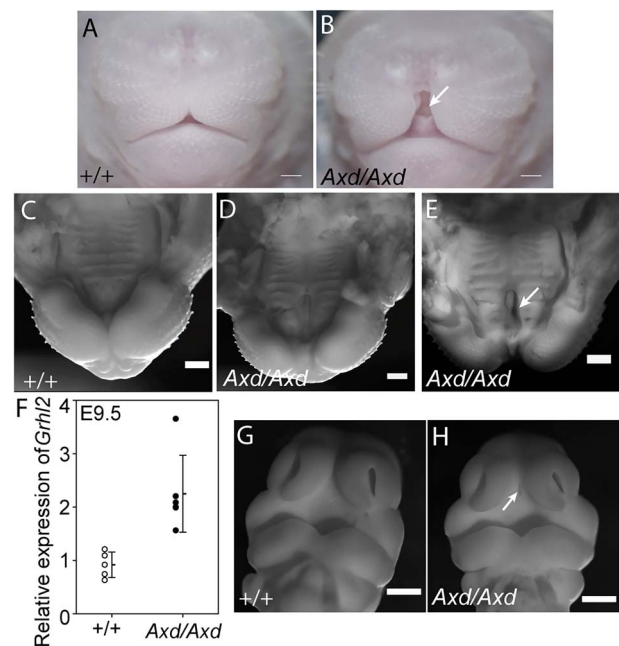 A
B
+/+
Axd/Axd
C
D
E
+/+
Axd/Axd
Axd/Axd
F
4
3
2
1
0
E9.5
Relative expression of Grhl2
+/+
Axd/Axd
G
H
+/+
Axd/Axd